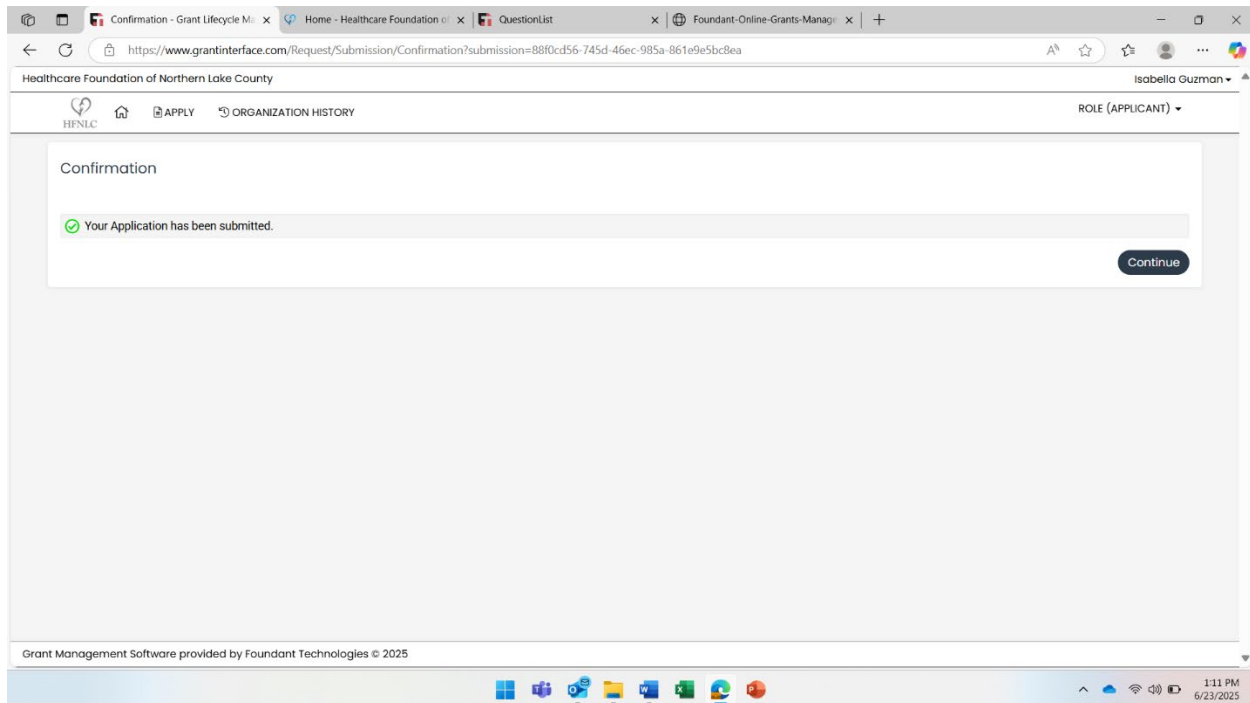 Confirmation - Grant Lifecycle Ma
Home - Healthcare Foundation of
QuestionList
Foundant-Online-Grants-Manage
https://www.grantinterface.com/Request/Submission/Confirmation?submission=88f0cd56-745d-46ec-985a-861e9e5bc8ea
Healthcare Foundation of Northern Lake County
Isabella Guzman
HFNLC
APPLY
ORGANIZATION HISTORY
ROLE (APPLICANT)
Confirmation
Your Application has been submitted.
Continue
Grant Management Software provided by Foundant Technologies © 2025
1:11 PM
6/23/2025